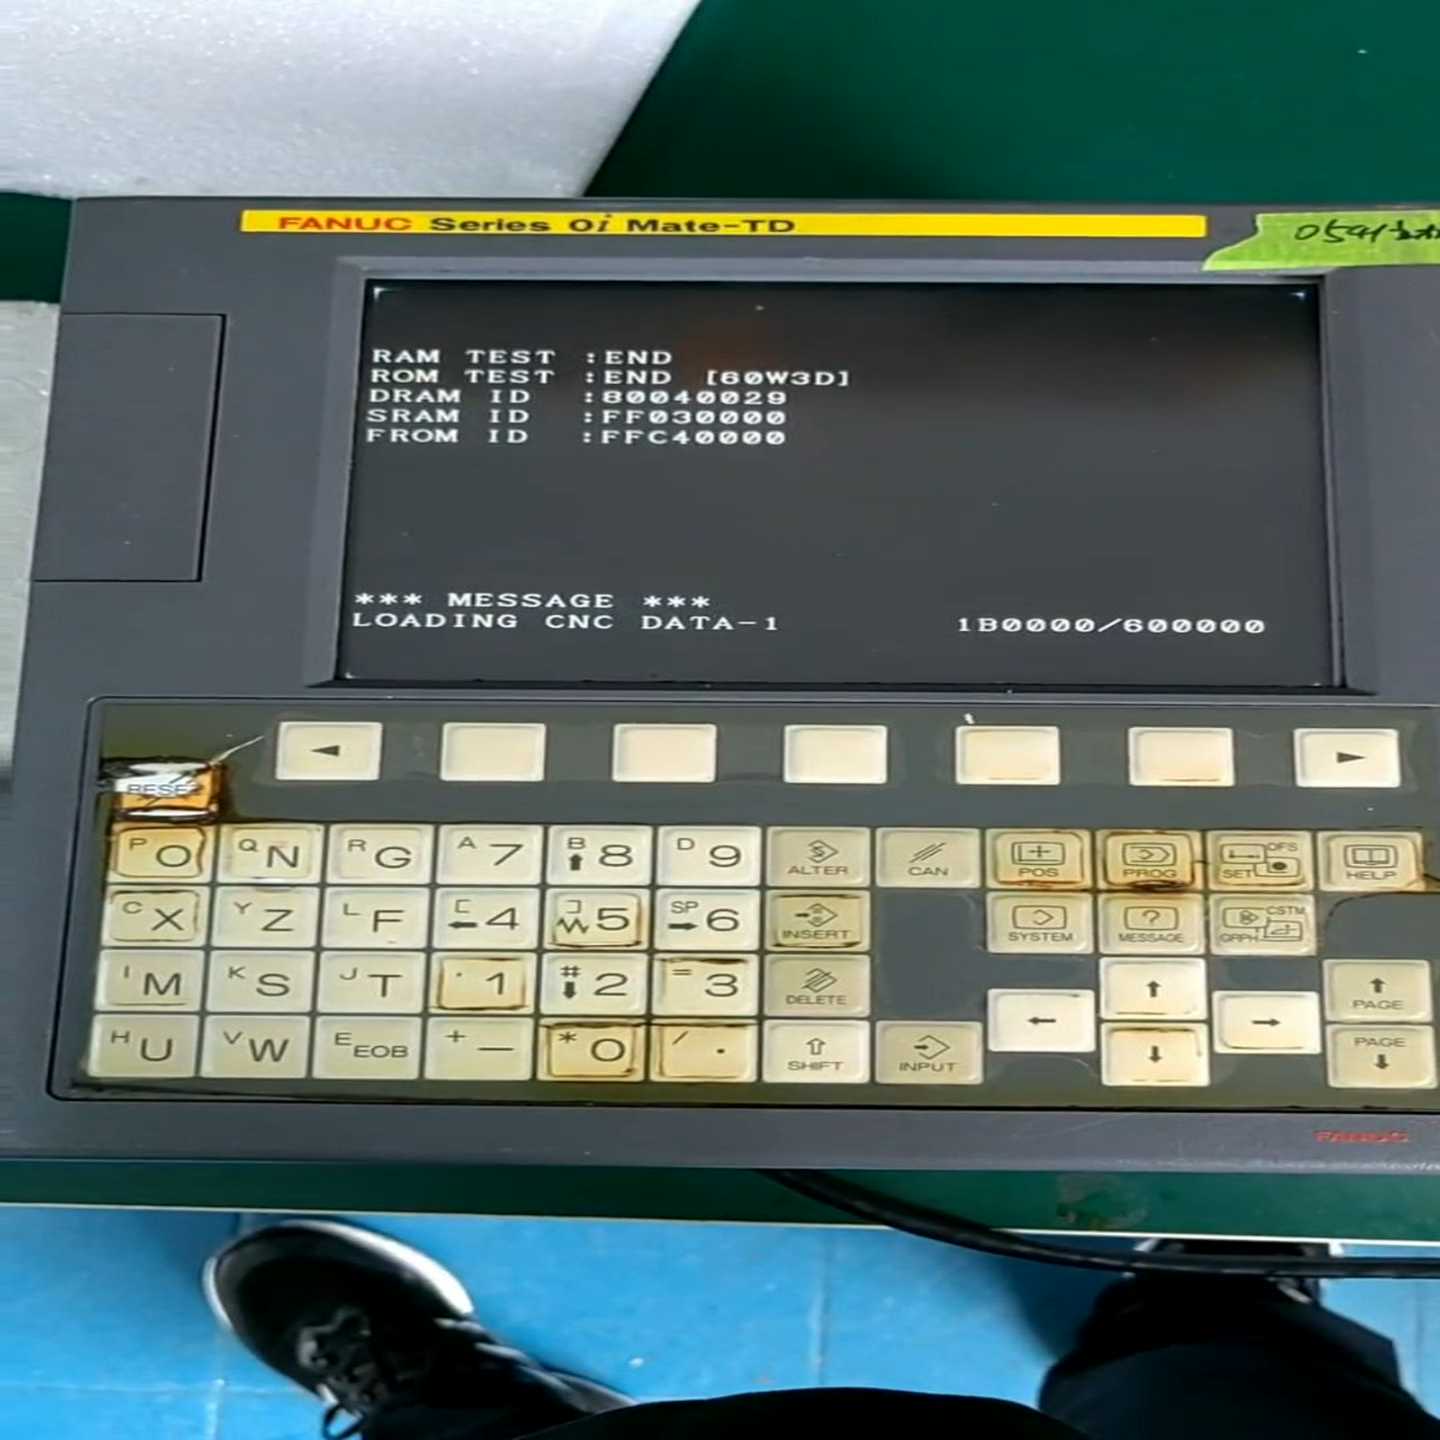 FANUC Series 0i Mate-TD
RAM TEST :END
ROM TEST :END [60W3D]
DRAM ID :80040029
SRAM ID :FF030000
FROM ID :FFC40000
*** MESSAGE ***
LOADING CNC DATA-1 1B0000/600000
◄ ►
RESET
P O Q N R G A 7 B ↑ 8 D 9 ALTER CAN POS PROG OFS SET HELP
C X Y Z L F [ ← 4 ] 5 SP → 6 INSERT SYSTEM MESSAGE CSTM GRPH
I M K S J T ' 1 # ↓ 2 = 3 DELETE ↑ ↑ PAGE
H U V W E EOB + − * 0 / . ⇧ SHIFT INPUT ← ↓ → PAGE ↓
FANUC